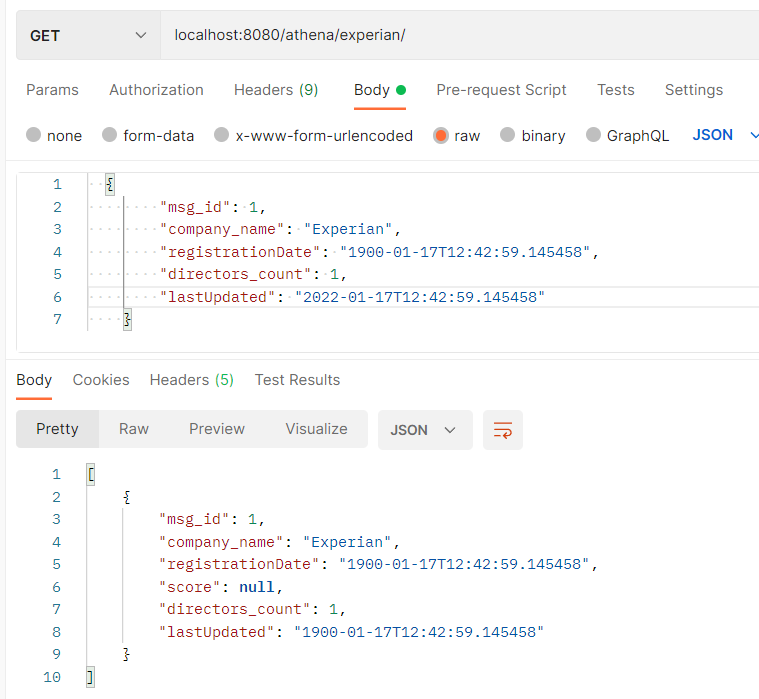 GET localhost:8080/athena/experian/
Params Authorization Headers (9) Body Pre-request Script Tests Settings
none form-data x-www-form-urlencoded raw binary GraphQL JSON
1 {
2 "msg_id": 1,
3 "company_name": "Experian",
4 "registrationDate": "1900-01-17T12:42:59.145458",
5 "directors_count": 1,
6 "lastUpdated": "2022-01-17T12:42:59.145458"
7 }
Body Cookies Headers (5) Test Results
Pretty Raw Preview Visualize JSON
1 [
2 {
3 "msg_id": 1,
4 "company_name": "Experian",
5 "registrationDate": "1900-01-17T12:42:59.145458",
6 "score": null,
7 "directors_count": 1,
8 "lastUpdated": "1900-01-17T12:42:59.145458"
9 }
10 ]